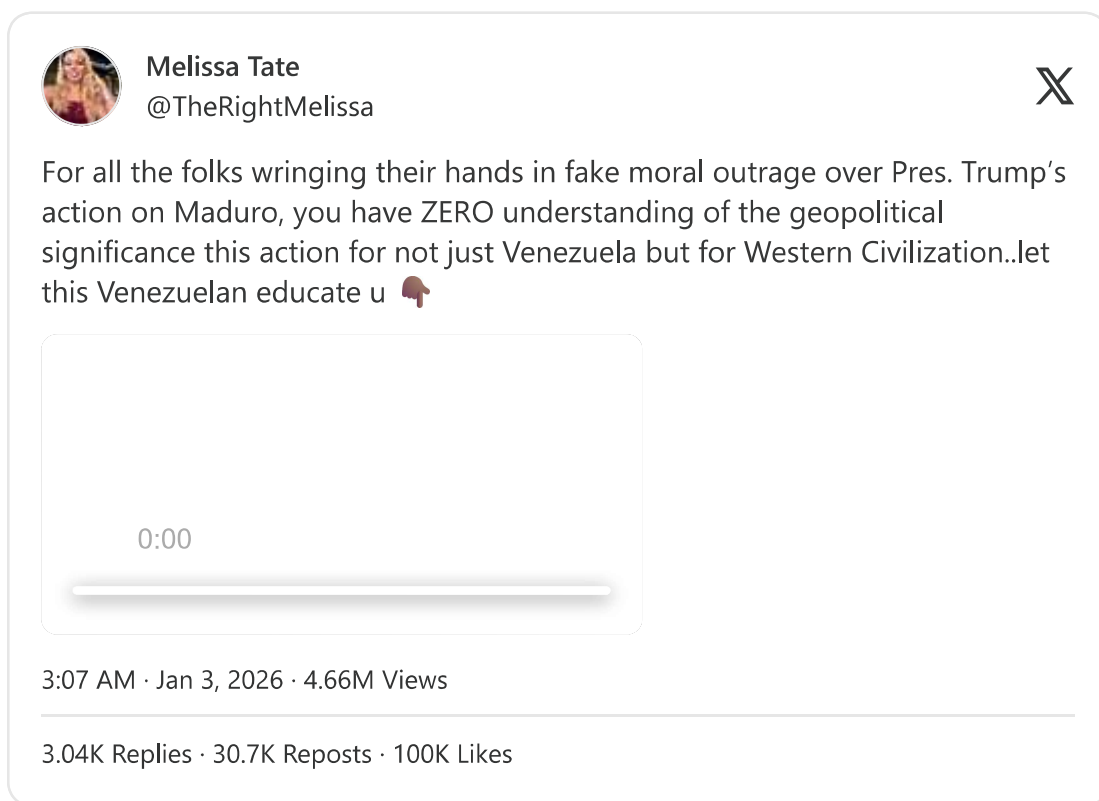 Melissa Tate
@TheRightMelissa
For all the folks wringing their hands in fake moral outrage over Pres. Trump’s
action on Maduro, you have ZERO understanding of the geopolitical
significance this action for not just Venezuela but for Western Civilization..let
this Venezuelan educate u 👇🏾
0:00
3:07 AM · Jan 3, 2026 · 4.66M Views
3.04K Replies · 30.7K Reposts · 100K Likes